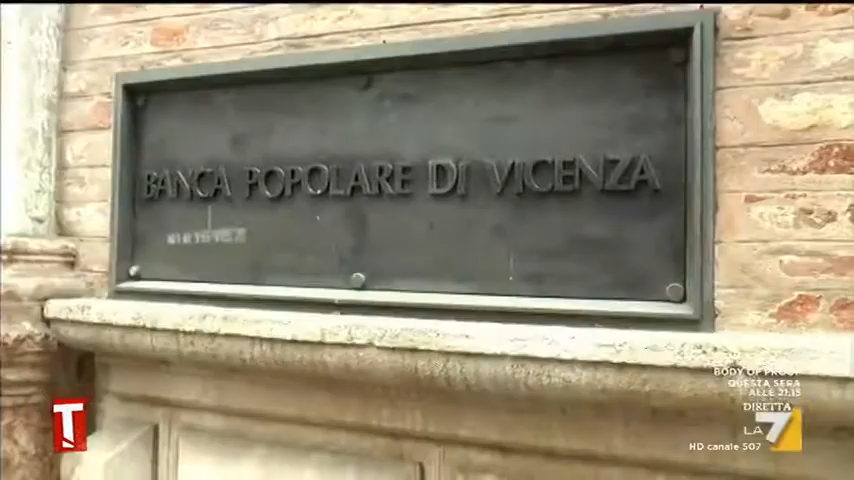 BANCA POPOLARE DI VICENZA
T
BODY OF PROOF
QUESTA SERA
ALLE 21:15
DIRETTA
LA 7
HD canale 507